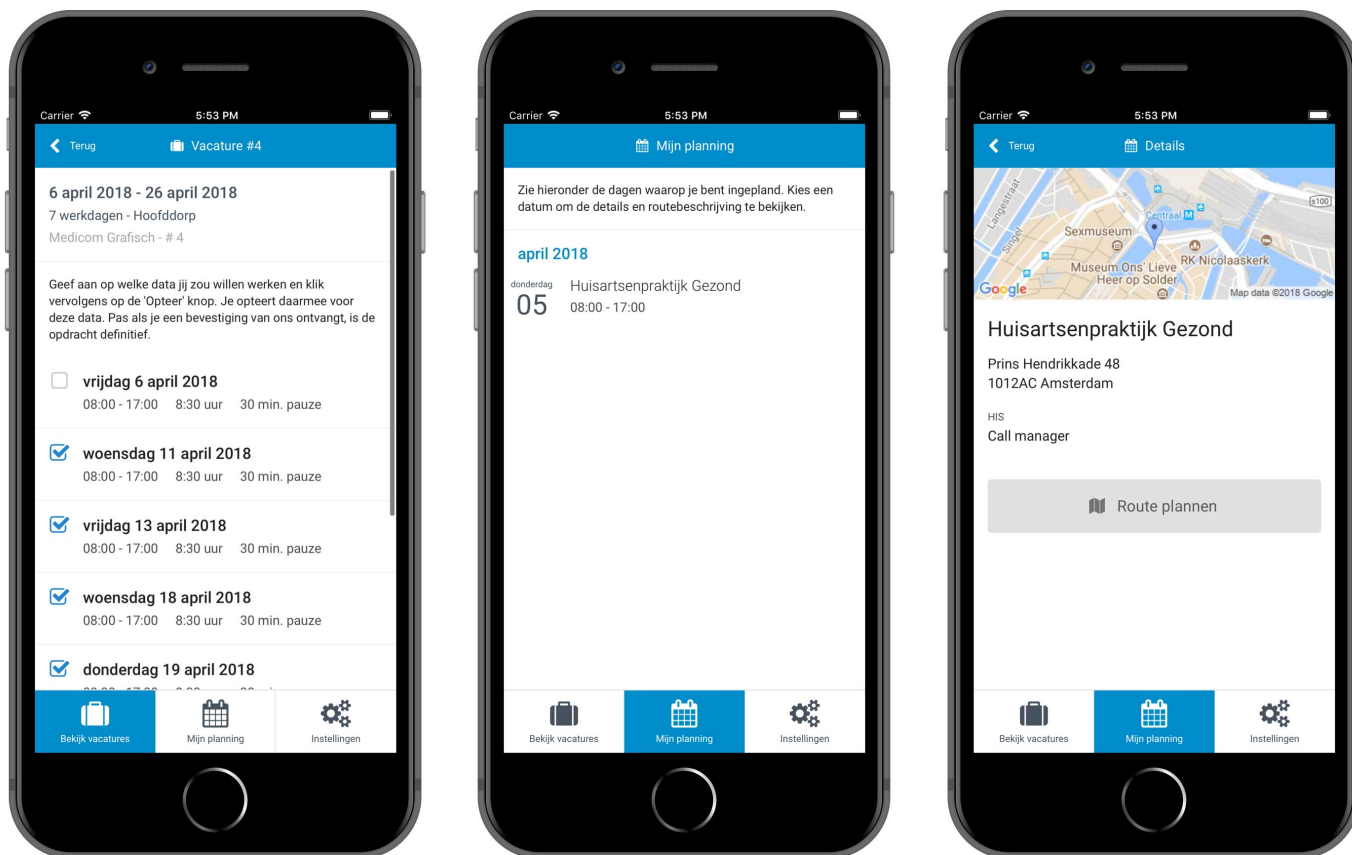 Carrier
5:53 PM
Terug
Vacature #4
6 april 2018 - 26 april 2018
7 werkdagen - Hoofddorp
Medicom Grafisch - # 4
Geef aan op welke data jij zou willen werken en klik
vervolgens op de 'Opteer' knop. Je opteert daarmee voor
deze data. Pas als je een bevestiging van ons ontvangt, is de
opdracht definitief.
vrijdag 6 april 2018
08:00 - 17:00 8:30 uur 30 min. pauze
woensdag 11 april 2018
08:00 - 17:00 8:30 uur 30 min. pauze
vrijdag 13 april 2018
08:00 - 17:00 8:30 uur 30 min. pauze
woensdag 18 april 2018
08:00 - 17:00 8:30 uur 30 min. pauze
donderdag 19 april 2018
Bekijk vacatures
Mijn planning
Instellingen
Carrier
5:53 PM
Mijn planning
Zie hieronder de dagen waarop je bent ingepland. Kies een
datum om de details en routebeschrijving te bekijken.
april 2018
donderdag
05
Huisartsenpraktijk Gezond
08:00 - 17:00
Bekijk vacatures
Mijn planning
Instellingen
Carrier
5:53 PM
Terug
Details
Langestraat
Singel
s100
Centraal M
Sexmuseum
RK Nicolaaskerk
Museum Ons' Lieve
Heer op Solder
Google
Map data ©2018 Google
Huisartsenpraktijk Gezond
Prins Hendrikkade 48
1012AC Amsterdam
HIS
Call manager
Route plannen
Bekijk vacatures
Mijn planning
Instellingen